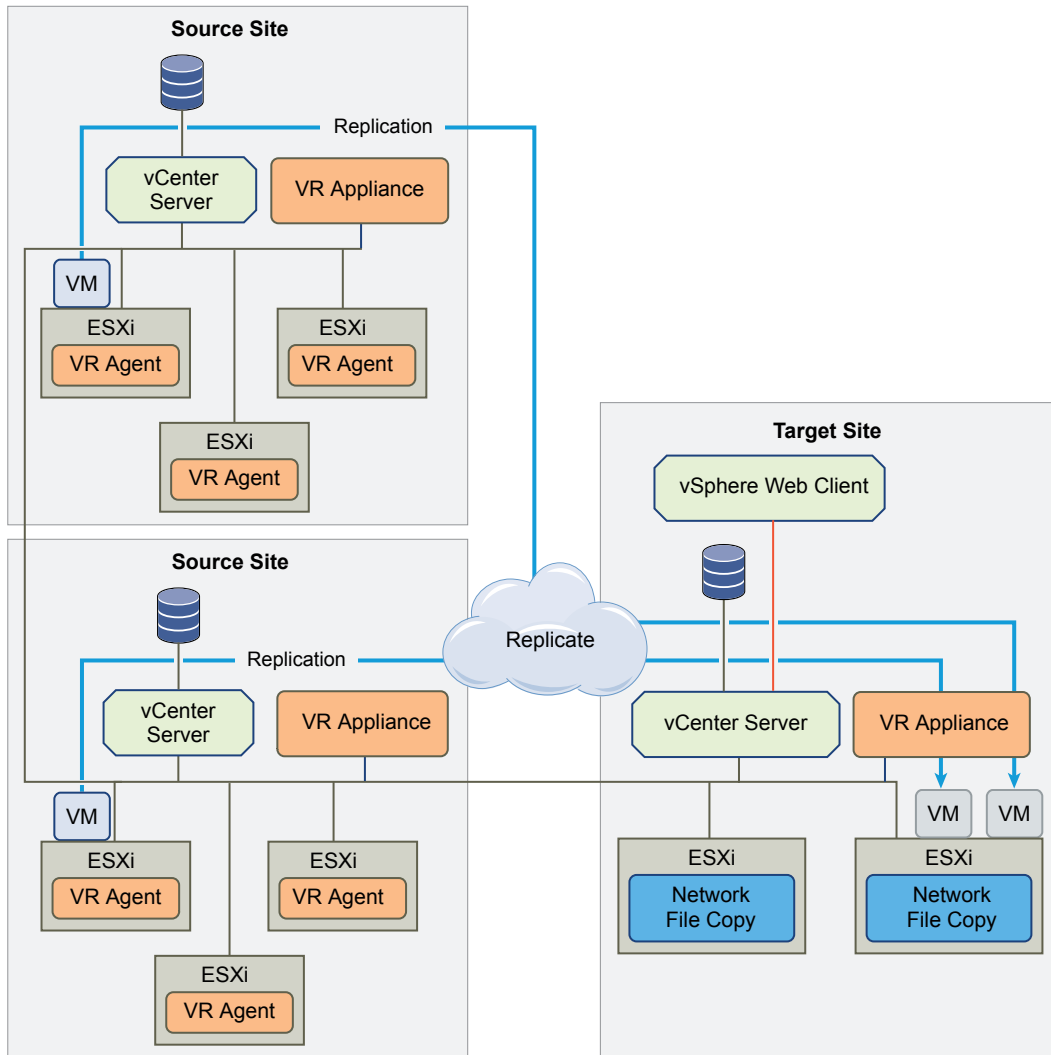 Source Site
Replication
vCenter
Server
VR Appliance
VM
ESXi
VR Agent
ESXi
VR Agent
ESXi
VR Agent
Source Site
Replication
vCenter
Server
VR Appliance
VM
ESXi
VR Agent
ESXi
VR Agent
ESXi
VR Agent
Replicate
Target Site
vSphere Web Client
vCenter Server
VR Appliance
VM
VM
ESXi
Network
File Copy
ESXi
Network
File Copy